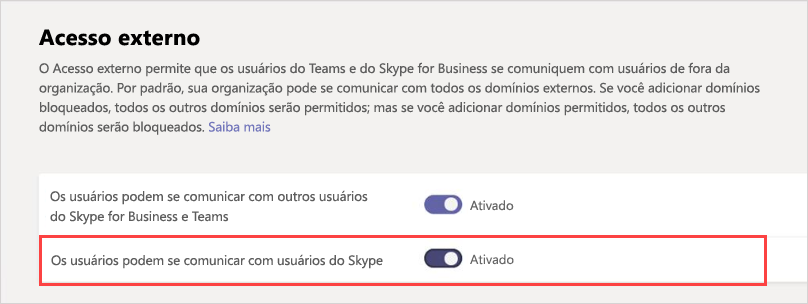 Acesso externo
O Acesso externo permite que os usuários do Teams e do Skype for Business se comuniquem com usuários de fora da
organização. Por padrão, sua organização pode se comunicar com todos os domínios externos. Se você adicionar domínios
bloqueados, todos os outros domínios serão permitidos; mas se você adicionar domínios permitidos, todos os outros
domínios serão bloqueados. Saiba mais
Os usuários podem se comunicar com outros usuários
do Skype for Business e Teams
Ativado
Os usuários podem se comunicar com usuários do Skype
Ativado